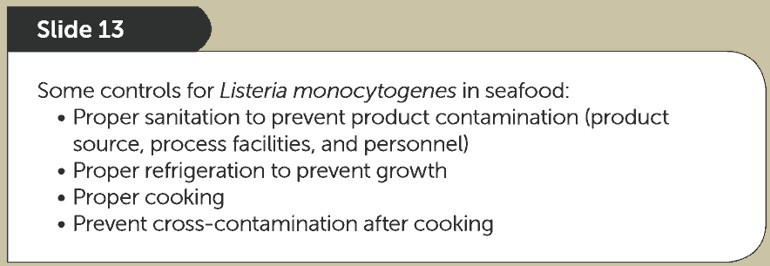 Slide 13
Some controls for Listeria monocytogenes in seafood:
• Proper sanitation to prevent product contamination (product
source, process facilities, and personnel)
• Proper refrigeration to prevent growth
• Proper cooking
• Prevent cross-contamination after cooking